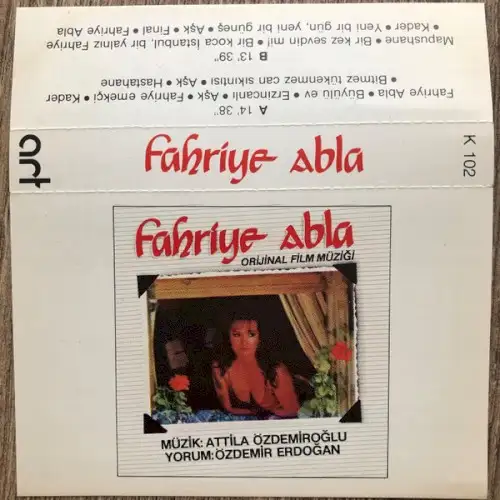 A 14' 38"
Fahriye Abla • Büyülü ev • Erzincanlı • Aşk • Fahriye emekçi • Kader
• Bitmez tükenmez can sıkıntısı • Aşk • Hastahane
B 13' 39"
Mapushane • Bir kez sevdin mi • Bir koca İstanbul, bir yalnız Fahriye
• Kader • Yeni bir gün, yeni bir güneş • Aşk • Final • Fahriye Abla
art
fahriye abla
K 102
fahriye abla
ORİJİNAL FİLM MÜZİĞİ
MÜZİK:ATTİLA ÖZDEMİROĞLU
YORUM:ÖZDEMİR ERDOĞAN